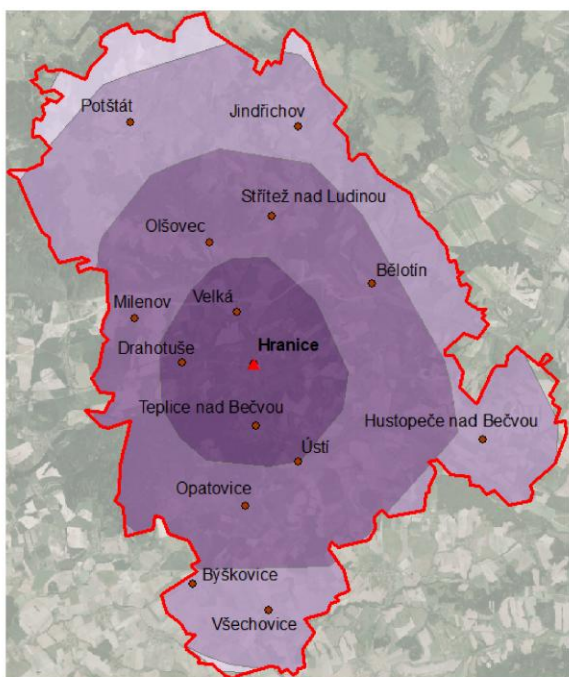 Potštát
Jindřichov
Střítež nad Ludinou
Olšovec
Bělotín
Milenov
Velká
Drahotuše
Hranice
Teplice nad Bečvou
Hustopeče nad Bečvou
Ústí
Opatovice
Býškovice
Všechovice